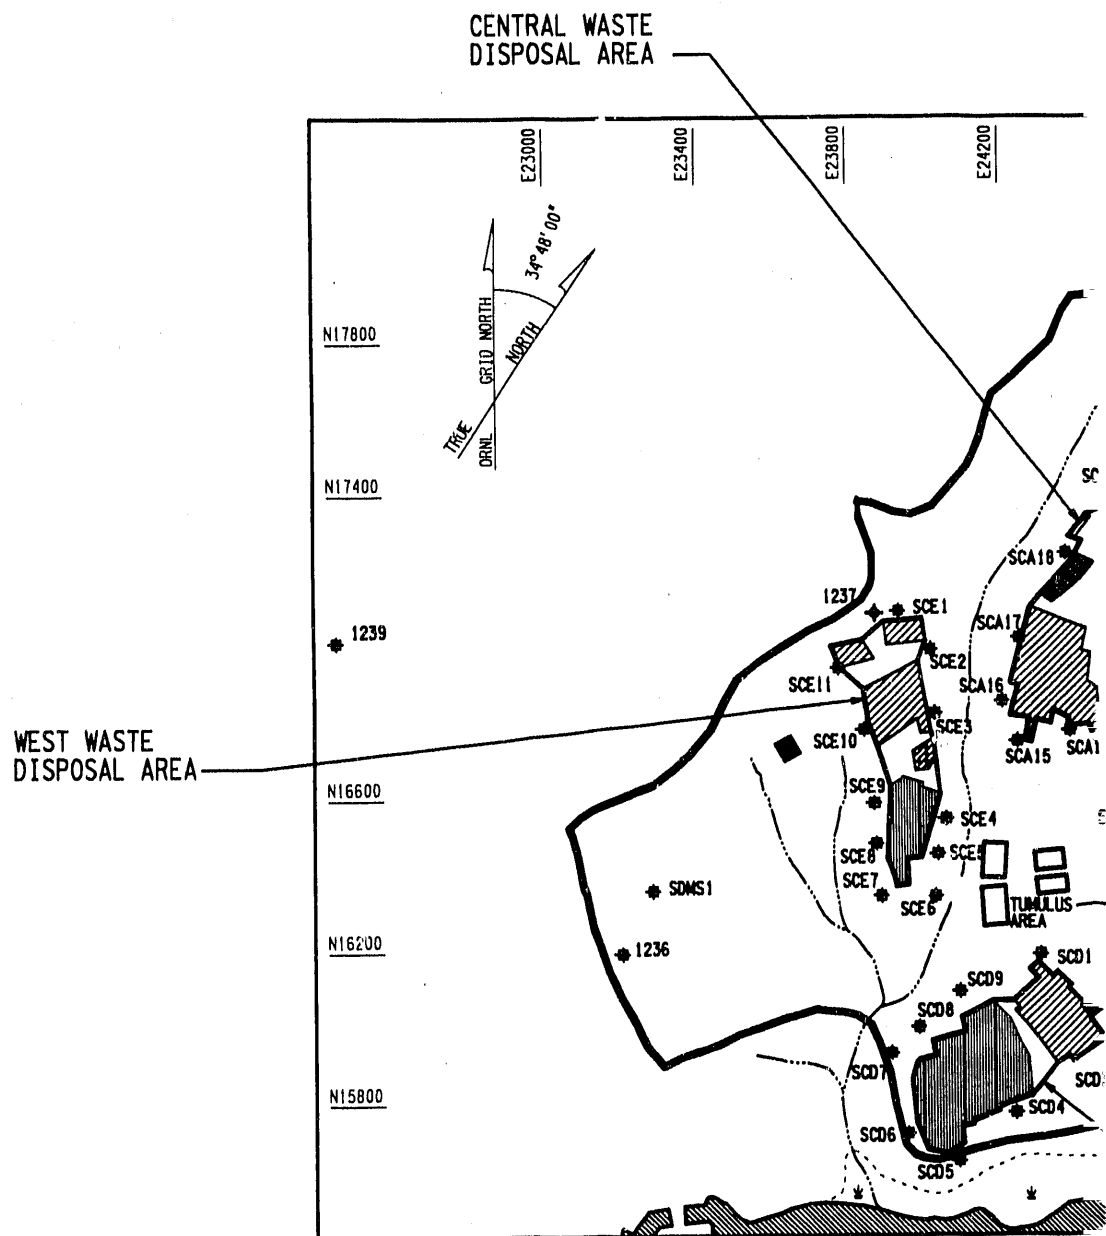 CENTRAL WASTE
DISPOSAL AREA
E23000
E23400
E23800
E24200
34°48'00"
N17800
GRID NORTH
NORTH
TRUE
ORNL
N17400
SCA18
1237
SCE1
1239
SCA17
SCE2
SCE11
SCA16
WEST WASTE
DISPOSAL AREA
SCE10
SCE3
SCA15
SCA1
N16600
SCE9
SCE4
SCE8
SCE5
SDMS1
SCE7
SCE6
TUMULUS
AREA
N16200
1236
SCD1
SCD9
SCD8
SCD7
N15800
SCD4
SCD6
SCD5